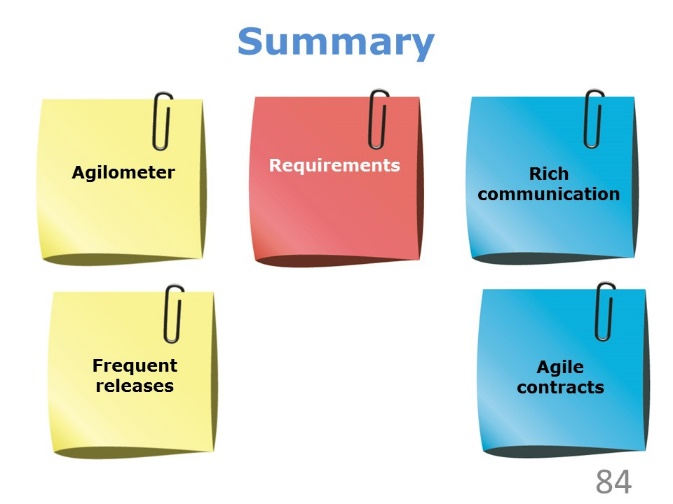 Summary
Agilometer
Requirements
Rich
communication
Frequent
releases
Agile
contracts
84